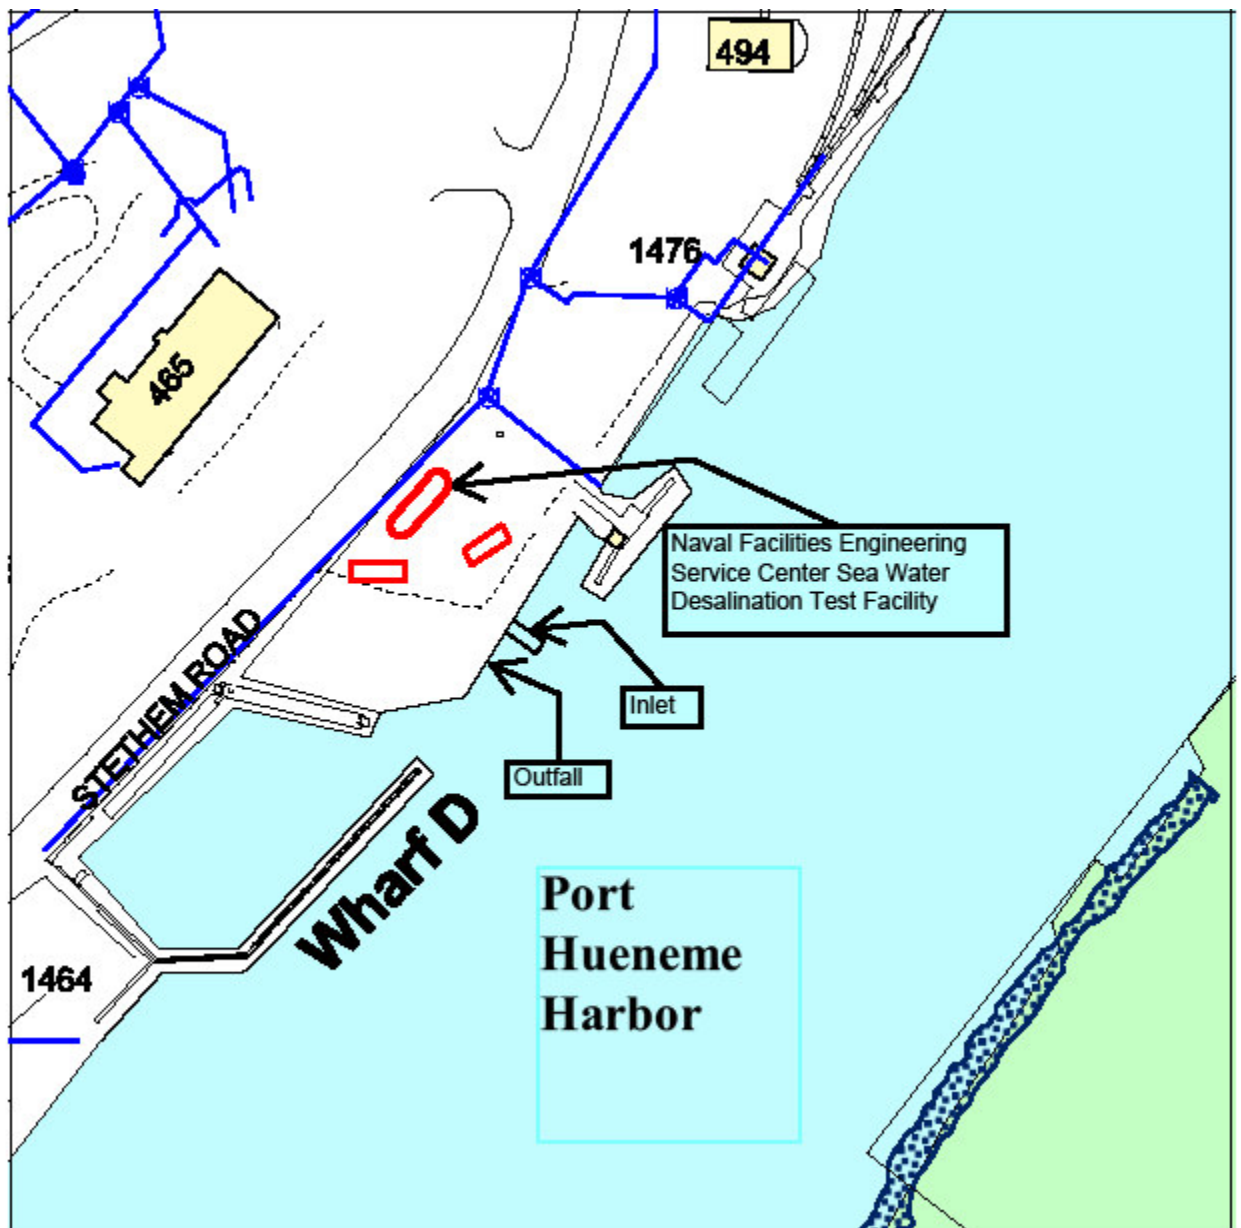 494
1476
465
Naval Facilities Engineering
Service Center Sea Water
Desalination Test Facility
STETHEM ROAD
Inlet
Outfall
Wharf D
Port
Hueneme
Harbor
1464